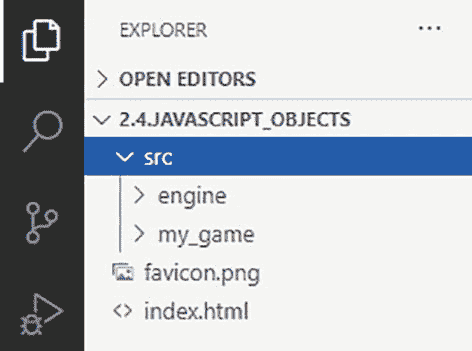 EXPLORER
OPEN EDITORS
2.4.JAVASCRIPT_OBJECTS
src
engine
my_game
favicon.png
index.html